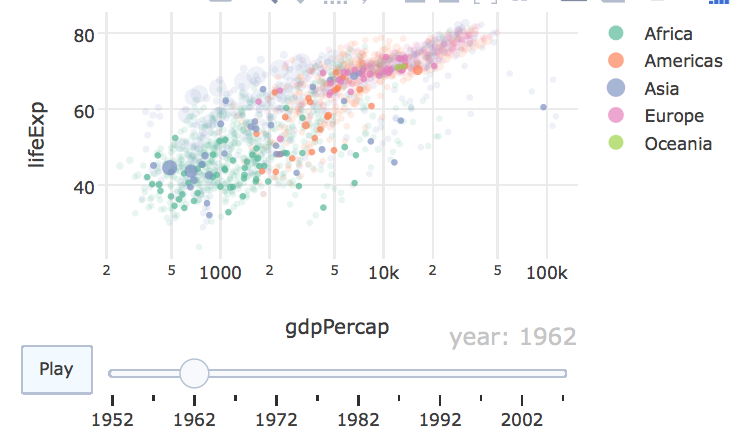 80
60
40
lifeExp
2 5 1000 2 5 10k 2 5 100k
gdpPercap
Africa
Americas
Asia
Europe
Oceania
year: 1962
Play
1952 1962 1972 1982 1992 2002